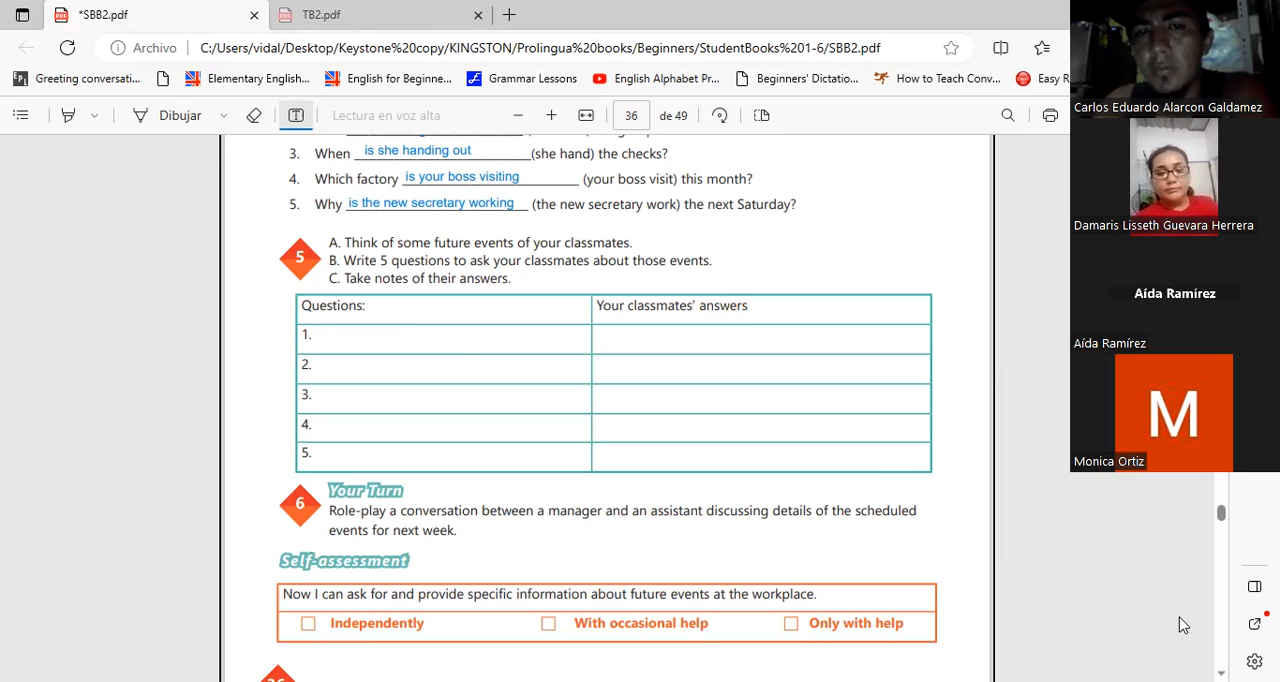 *SBB2.pdf
TB2.pdf
Archivo
C:/Users/vidal/Desktop/Keystone%20copy/KINGSTON/Prolingua%20books/Beginners/StudentBooks%201-6/SBB2.pdf
Greeting conversati...
Elementary English...
English for Beginne...
Grammar Lessons
English Alphabet Pr...
Beginners' Dictatio...
How to Teach Conv...
Easy R
Dibujar
Lectura en voz alta
36
de 49
3. When is she handing out (she hand) the checks?
4. Which factory is your boss visiting (your boss visit) this month?
5. Why is the new secretary working (the new secretary work) the next Saturday?
5
A. Think of some future events of your classmates.
B. Write 5 questions to ask your classmates about those events.
C. Take notes of their answers.
Questions:
Your classmates' answers
1.
2.
3.
4.
5.
6
Your Turn
Role-play a conversation between a manager and an assistant discussing details of the scheduled
events for next week.
Self-assessment
Now I can ask for and provide specific information about future events at the workplace.
Independently
With occasional help
Only with help
Carlos Eduardo Alarcon Galdamez
Damaris Lisseth Guevara Herrera
Aída Ramírez
Aída Ramírez
M
Monica Ortiz